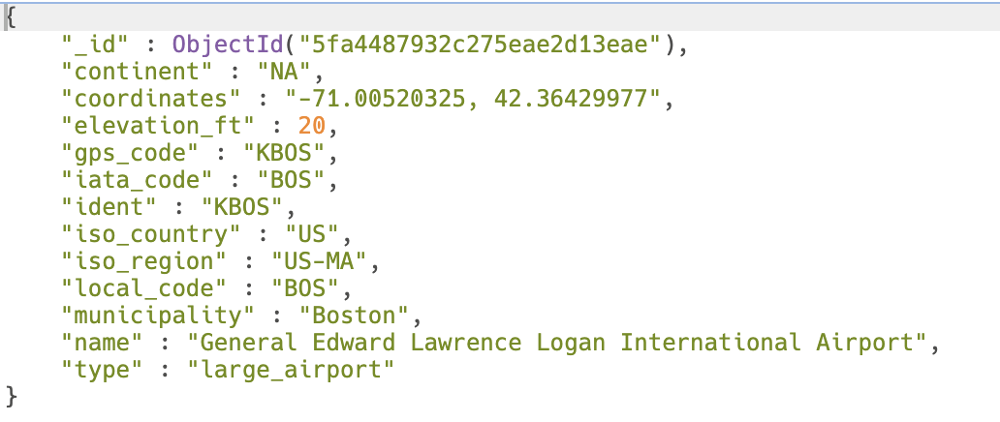 {
"_id" : ObjectId("5fa4487932c275eae2d13eae"),
"continent" : "NA",
"coordinates" : "-71.00520325, 42.36429977",
"elevation_ft" : 20,
"gps_code" : "KBOS",
"iata_code" : "BOS",
"ident" : "KBOS",
"iso_country" : "US",
"iso_region" : "US-MA",
"local_code" : "BOS",
"municipality" : "Boston",
"name" : "General Edward Lawrence Logan International Airport",
"type" : "large_airport"
}